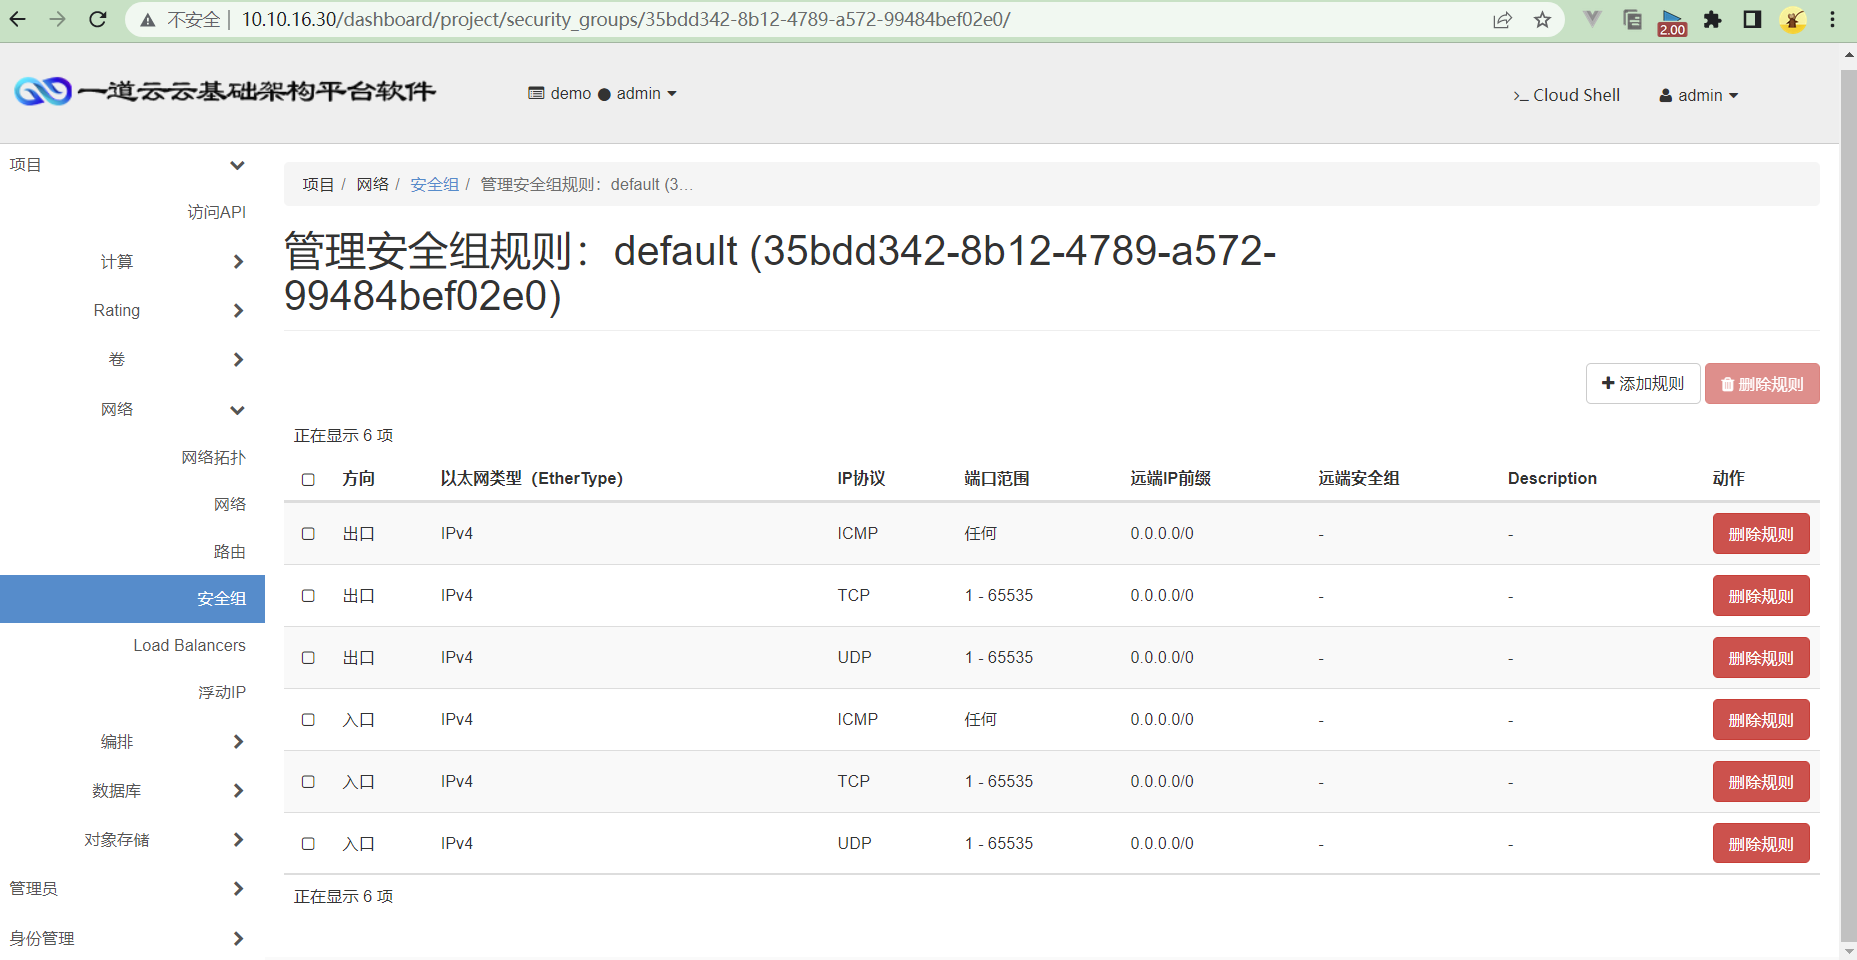 不安全 | 10.10.16.30/dashboard/project/security_groups/35bdd342-8b12-4789-a572-99484bef02e0/
2.00
一道云云基础架构平台软件
demo ● admin
>_ Cloud Shell
admin
项目
访问API
计算
Rating
卷
网络
网络拓扑
网络
路由
安全组
Load Balancers
浮动IP
编排
数据库
对象存储
管理员
身份管理
项目 / 网络 / 安全组 / 管理安全组规则：default (3...
管理安全组规则：default (35bdd342-8b12-4789-a572-
99484bef02e0)
添加规则 删除规则
正在显示 6 项
方向 以太网类型（EtherType） IP协议 端口范围 远端IP前缀 远端安全组 Description 动作
出口 IPv4 ICMP 任何 0.0.0.0/0 - - 删除规则
出口 IPv4 TCP 1 - 65535 0.0.0.0/0 - - 删除规则
出口 IPv4 UDP 1 - 65535 0.0.0.0/0 - - 删除规则
入口 IPv4 ICMP 任何 0.0.0.0/0 - - 删除规则
入口 IPv4 TCP 1 - 65535 0.0.0.0/0 - - 删除规则
入口 IPv4 UDP 1 - 65535 0.0.0.0/0 - - 删除规则
正在显示 6 项